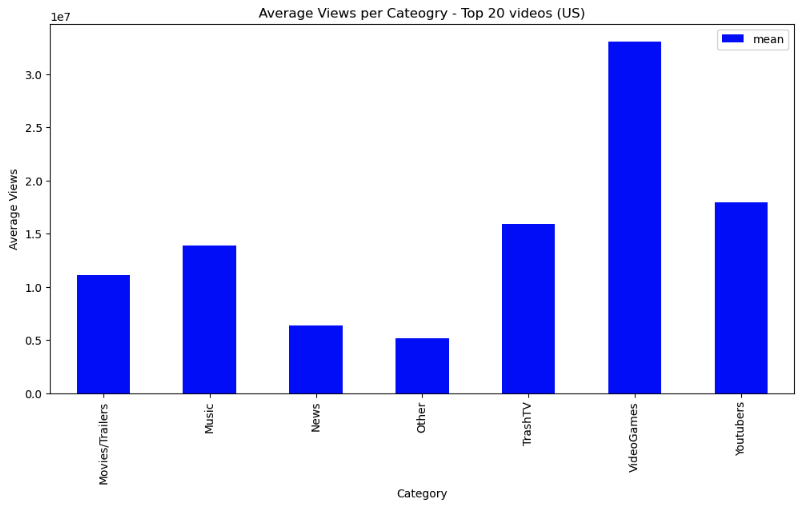 Average Views per Cateogry - Top 20 videos (US)
1e7
mean
3.0
2.5
2.0
1.5
1.0
0.5
0.0
Average Views
Movies/Trailers
Music
News
Other
TrashTV
VideoGames
Youtubers
Category